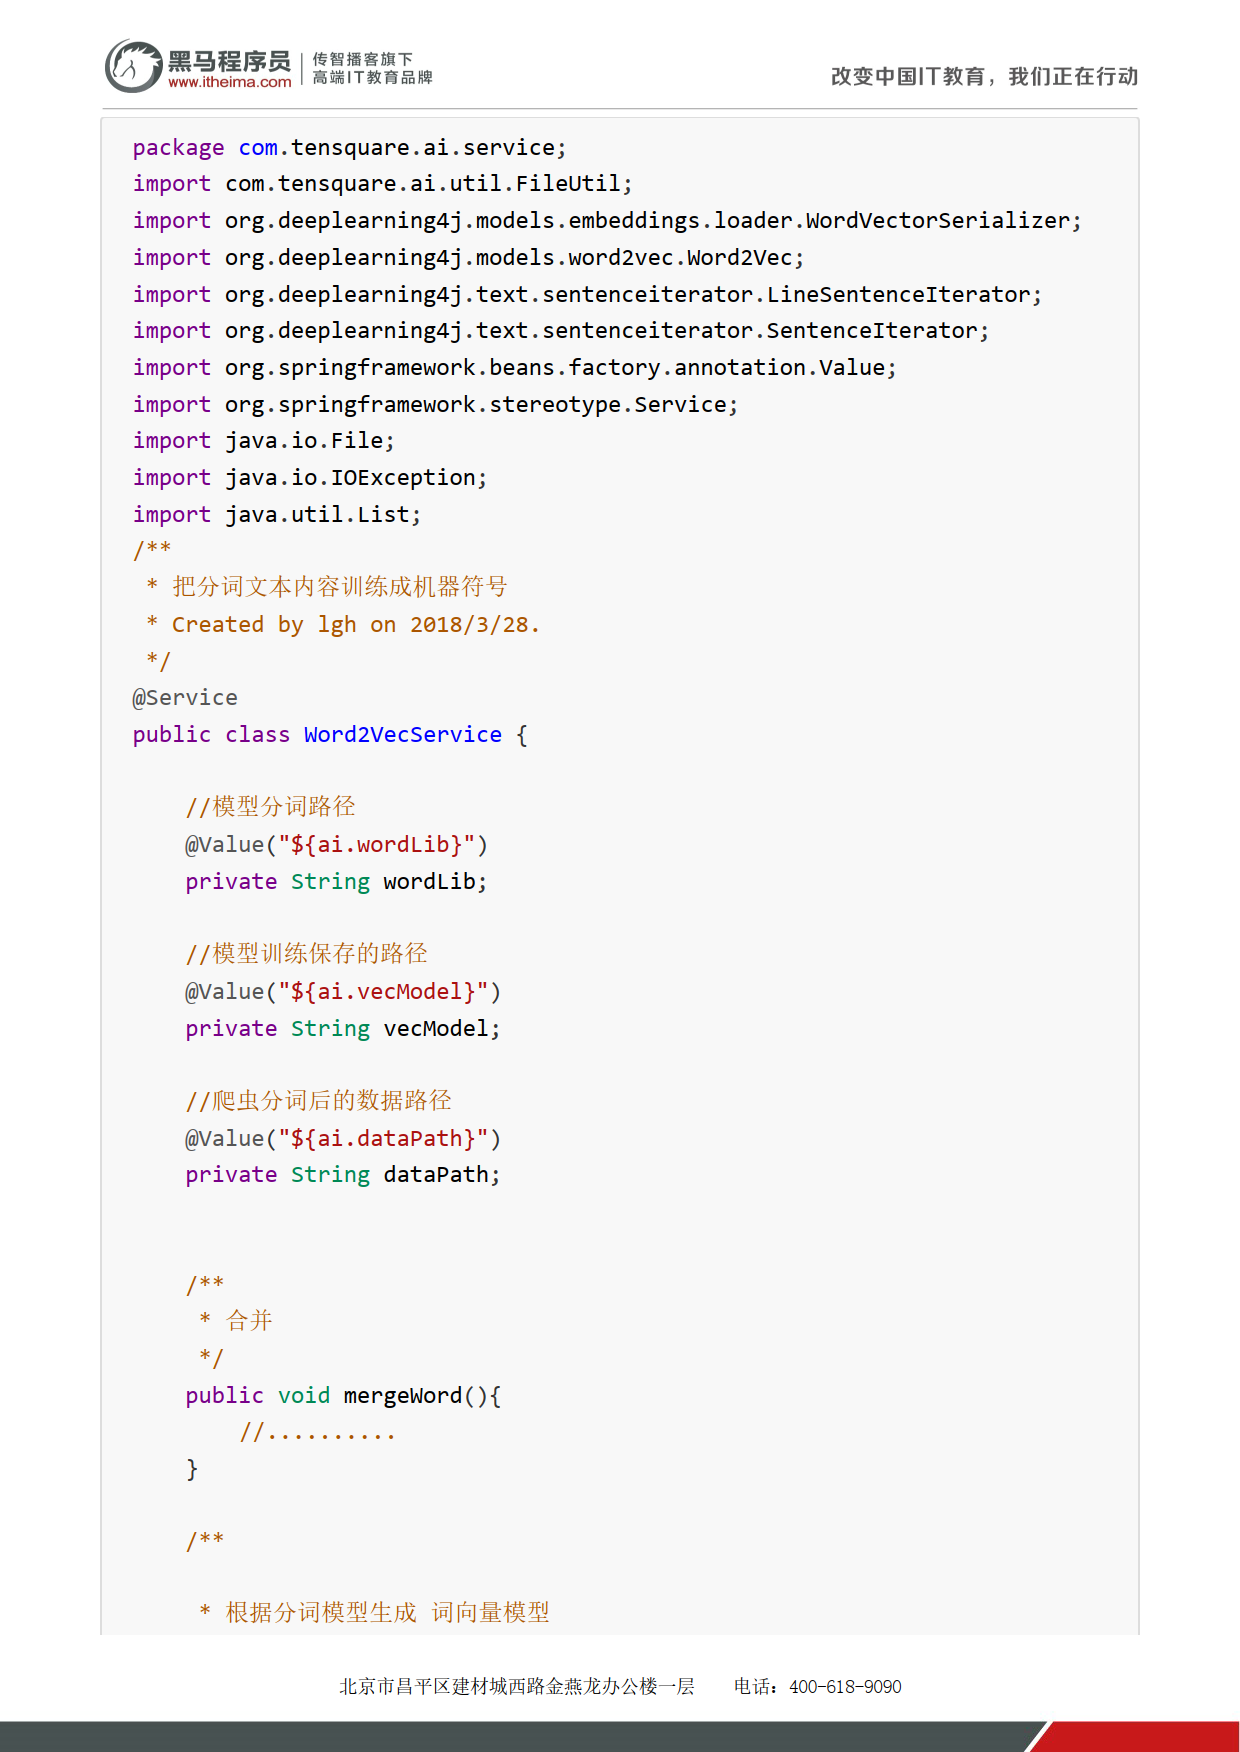 黑马程序员
www.itheima.com
传智播客旗下
高端IT教育品牌
改变中国IT教育，我们正在行动
package com.tensquare.ai.service;
import com.tensquare.ai.util.FileUtil;
import org.deeplearning4j.models.embeddings.loader.WordVectorSerializer;
import org.deeplearning4j.models.word2vec.Word2Vec;
import org.deeplearning4j.text.sentenceiterator.LineSentenceIterator;
import org.deeplearning4j.text.sentenceiterator.SentenceIterator;
import org.springframework.beans.factory.annotation.Value;
import org.springframework.stereotype.Service;
import java.io.File;
import java.io.IOException;
import java.util.List;
/**
 * 把分词文本内容训练成机器符号
 * Created by lgh on 2018/3/28.
 */
@Service
public class Word2VecService {
    //模型分词路径
    @Value("${ai.wordLib}")
    private String wordLib;
    //模型训练保存的路径
    @Value("${ai.vecModel}")
    private String vecModel;
    //爬虫分词后的数据路径
    @Value("${ai.dataPath}")
    private String dataPath;
    /**
     * 合并
     */
    public void mergeWord(){
        //..........
    }
    /**
     * 根据分词模型生成 词向量模型
北京市昌平区建材城西路金燕龙办公楼一层 电话：400-618-9090